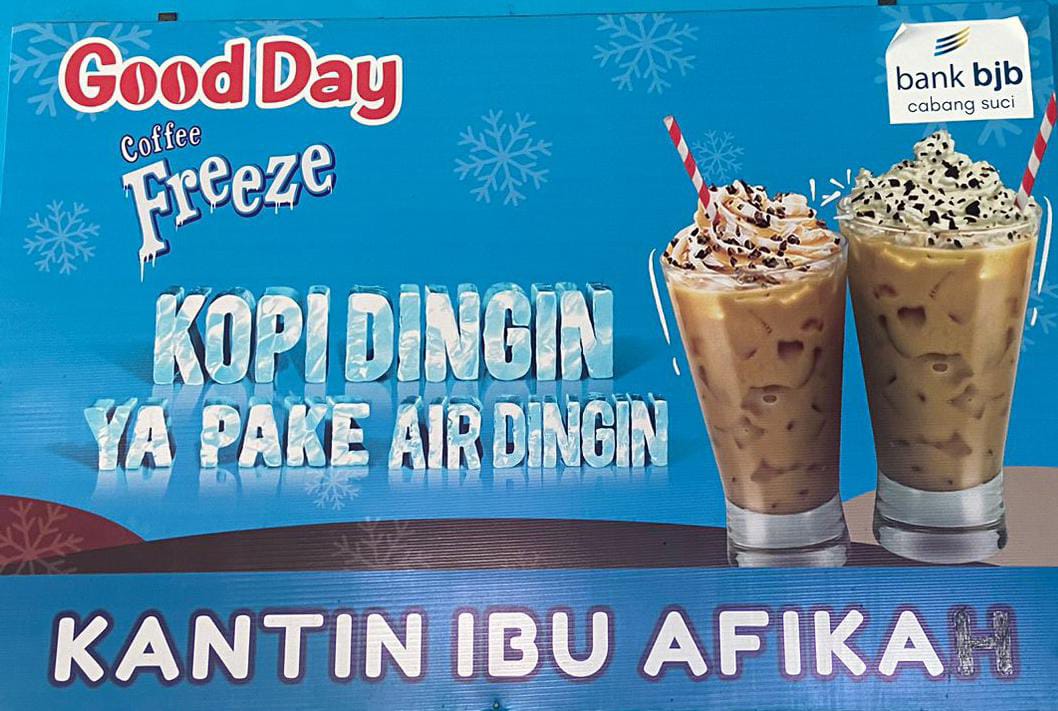 Good Day
Coffee
Freeze
bank bjb
cabang suci
KOPI DINGIN
YA PAKE AIR DINGIN
KANTIN IBU AFIKAH